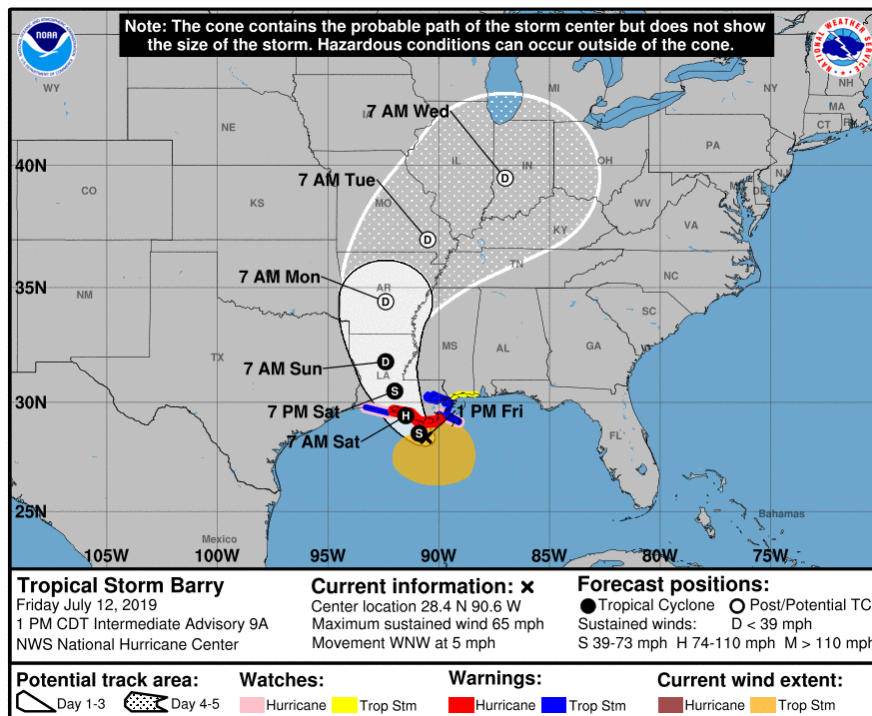 Note: The cone contains the probable path of the storm center but does not show
the size of the storm. Hazardous conditions can occur outside of the cone.
NOAA
NATIONAL WEATHER SERVICE
WY
IA
MI
NY
NH
MA
CT
RI
NE
7 AM Wed
IL
IN
OH
PA
NJ
40N
CO
KS
7 AM Tue
MO
WV
MD
DE
VA
KY
7 AM Mon
TN
NC
35N
NM
AR
SC
MS
AL
GA
TX
7 AM Sun
LA
30N
7 PM Sat
1 PM Fri
7 AM Sat
FL
25N
Mexico
Bahamas
105W
100W
95W
90W
85W
80W
75W
D
D
D
D
S
H
S
Tropical Storm Barry
Friday July 12, 2019
1 PM CDT Intermediate Advisory 9A
NWS National Hurricane Center
Current information: x
Center location 28.4 N 90.6 W
Maximum sustained wind 65 mph
Movement WNW at 5 mph
Forecast positions:
Tropical Cyclone Post/Potential TC
Sustained winds: D < 39 mph
S 39-73 mph H 74-110 mph M > 110 mph
Potential track area:
Day 1-3 Day 4-5
Watches:
Hurricane Trop Stm
Warnings:
Hurricane Trop Stm
Current wind extent:
Hurricane Trop Stm